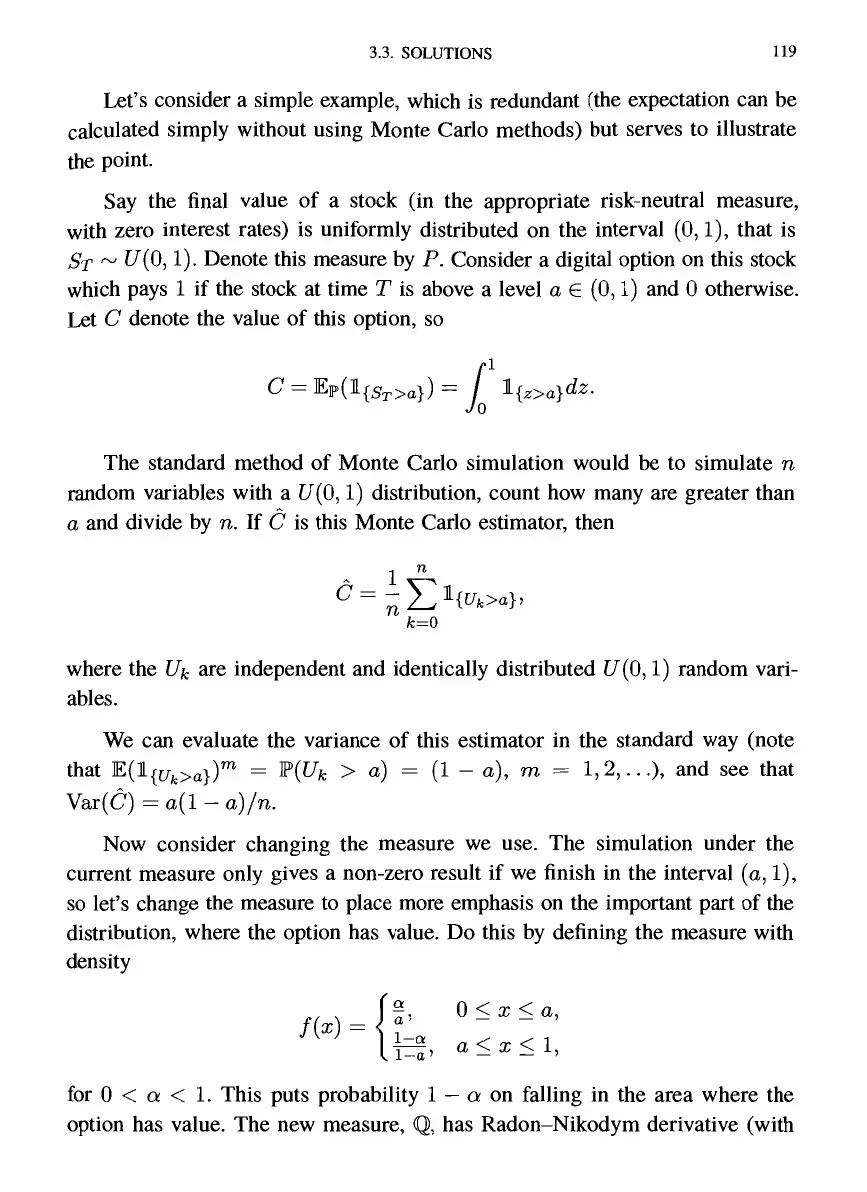 3.3. SOLUTIONS 119
Let's consider a simple example, which is redundant (the expectation can be
calculated simply without using Monte Carlo methods) but serves to illustrate
the point.
Say the final value of a stock (in the appropriate risk-neutral measure,
with zero interest rates) is uniformly distributed on the interval (0, 1), that is
S_T ∼ U(0, 1). Denote this measure by P. Consider a digital option on this stock
which pays 1 if the stock at time T is above a level a ∈ (0, 1) and 0 otherwise.
Let C denote the value of this option, so
C = 𝔼_ℙ(𝟙_{S_T>a}) = ∫_0^1 𝟙_{z>a}dz.
The standard method of Monte Carlo simulation would be to simulate n
random variables with a U(0, 1) distribution, count how many are greater than
a and divide by n. If Ĉ is this Monte Carlo estimator, then
Ĉ = 1/n ∑_{k=0}^n 𝟙_{U_k>a},
where the U_k are independent and identically distributed U(0, 1) random vari-
ables.
We can evaluate the variance of this estimator in the standard way (note
that 𝔼(𝟙_{U_k>a})^m = ℙ(U_k > a) = (1 − a), m = 1, 2, . . .), and see that
Var(Ĉ) = a(1 − a)/n.
Now consider changing the measure we use. The simulation under the
current measure only gives a non-zero result if we finish in the interval (a, 1),
so let's change the measure to place more emphasis on the important part of the
distribution, where the option has value. Do this by defining the measure with
density
f(x) = { α/a, 0 ≤ x ≤ a,
(1−α)/(1−a), a ≤ x ≤ 1,
for 0 < α < 1. This puts probability 1 − α on falling in the area where the
option has value. The new measure, ℚ, has Radon–Nikodym derivative (with